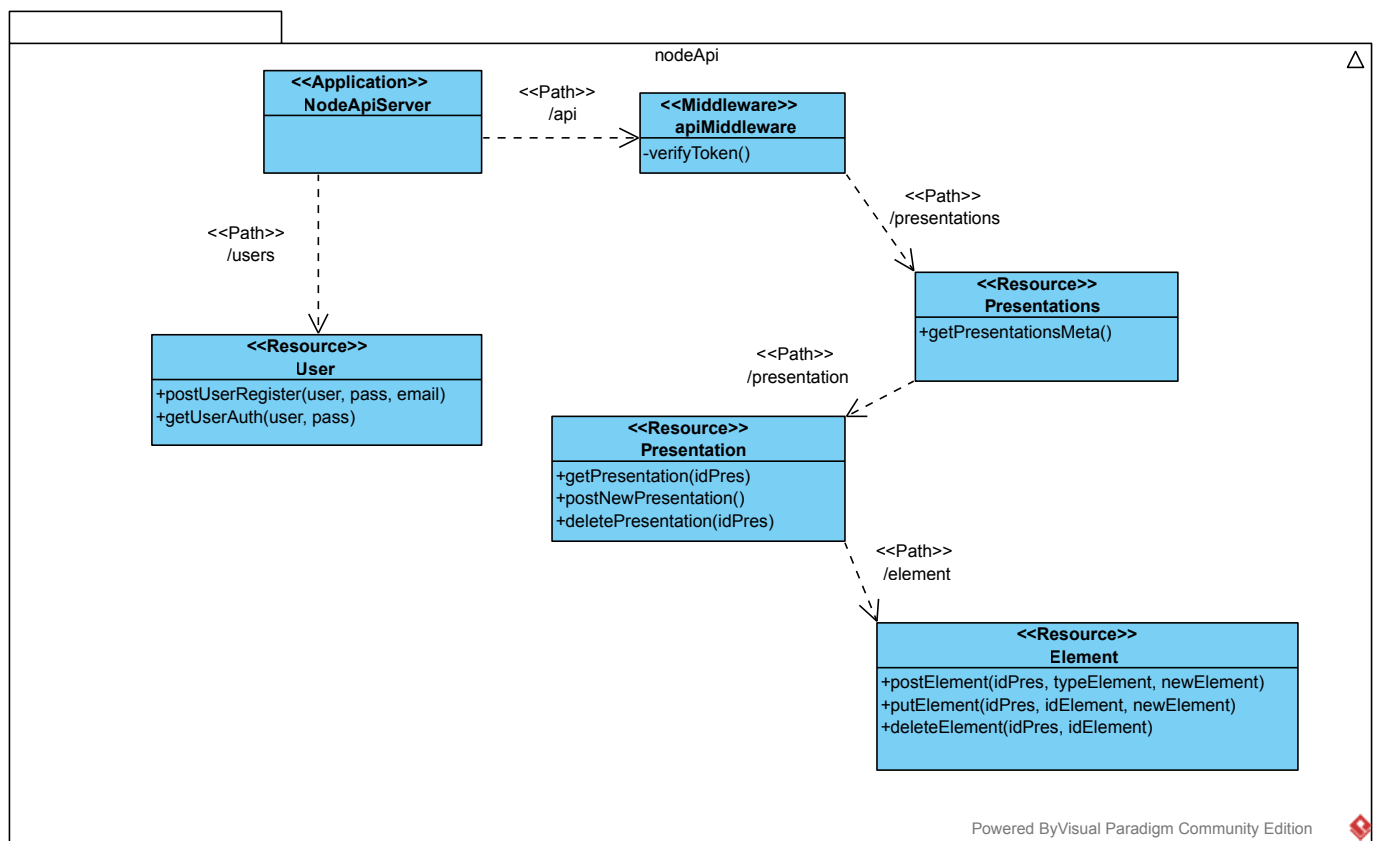 nodeApi
<<Application>>
NodeApiServer
<<Path>>
/api
<<Middleware>>
apiMiddleware
-verifyToken()
<<Path>>
/presentations
<<Path>>
/users
<<Resource>>
Presentations
+getPresentationsMeta()
<<Resource>>
User
+postUserRegister(user, pass, email)
+getUserAuth(user, pass)
<<Path>>
/presentation
<<Resource>>
Presentation
+getPresentation(idPres)
+postNewPresentation()
+deletePresentation(idPres)
<<Path>>
/element
<<Resource>>
Element
+postElement(idPres, typeElement, newElement)
+putElement(idPres, idElement, newElement)
+deleteElement(idPres, idElement)
Powered ByVisual Paradigm Community Edition